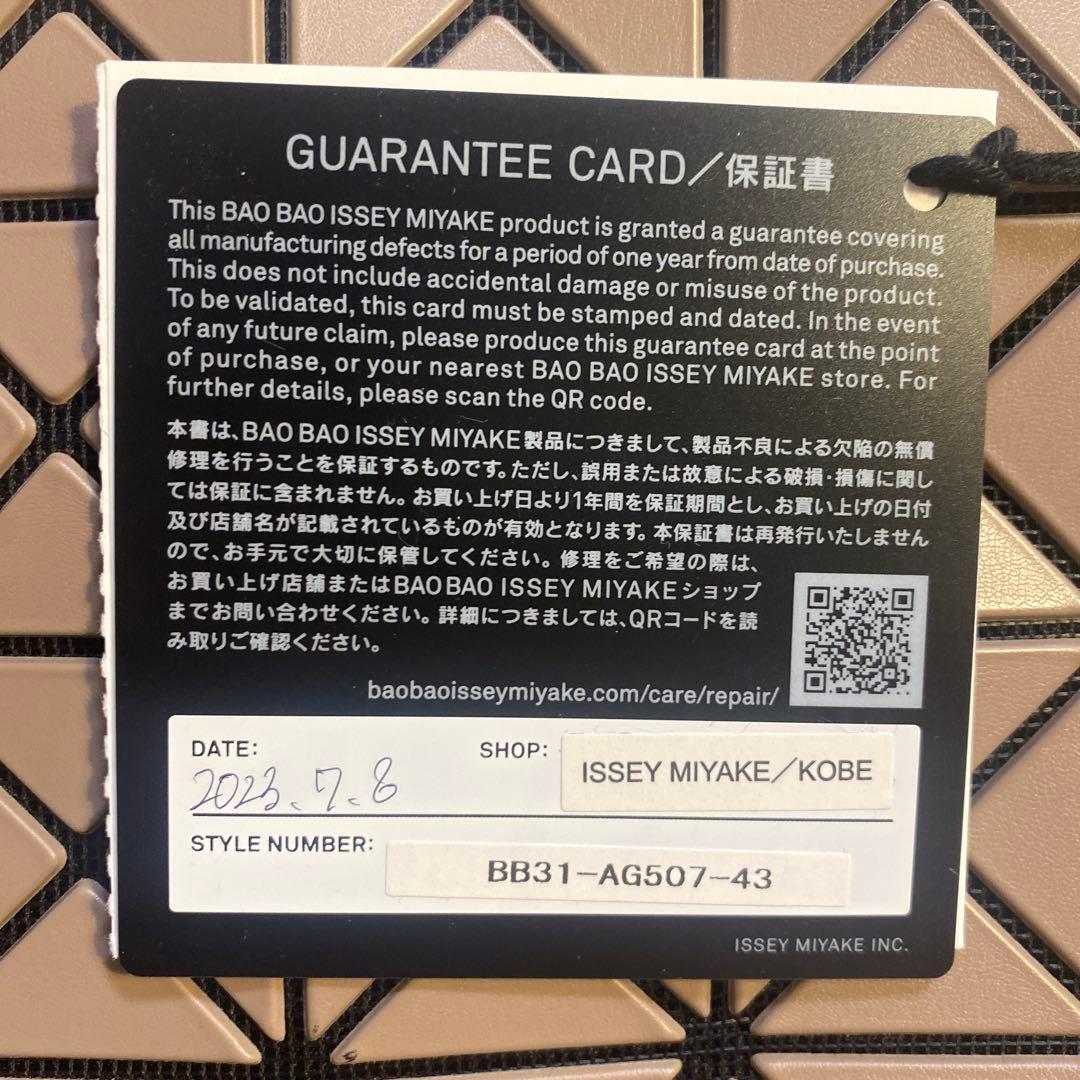 GUARANTEE CARD／保証書
This BAO BAO ISSEY MIYAKE product is granted a guarantee covering
all manufacturing defects for a period of one year from date of purchase.
This does not include accidental damage or misuse of the product.
To be validated, this card must be stamped and dated. In the event
of any future claim, please produce this guarantee card at the point
of purchase, or your nearest BAO BAO ISSEY MIYAKE store. For
further details, please scan the QR code.
本書は、BAO BAO ISSEY MIYAKE製品につきまして、製品不良による欠陥の無償
修理を行うことを保証するものです。ただし、誤用または故意による破損・損傷に関し
ては保証に含まれません。お買い上げ日より1年間を保証期間とし、お買い上げの日付
及び店舗名が記載されているものが有効となります。本保証書は再発行いたしません
ので、お手元で大切に保管してください。修理をご希望の際は、
お買い上げ店舗またはBAO BAO ISSEY MIYAKEショップ
までお問い合わせください。詳細につきましては、QRコードを読
み取りご確認ください。
baobaoisseymiyake.com/care/repair/
DATE: 2023.7.8 SHOP: ISSEY MIYAKE／KOBE
STYLE NUMBER: BB31-AG507-43
ISSEY MIYAKE INC.